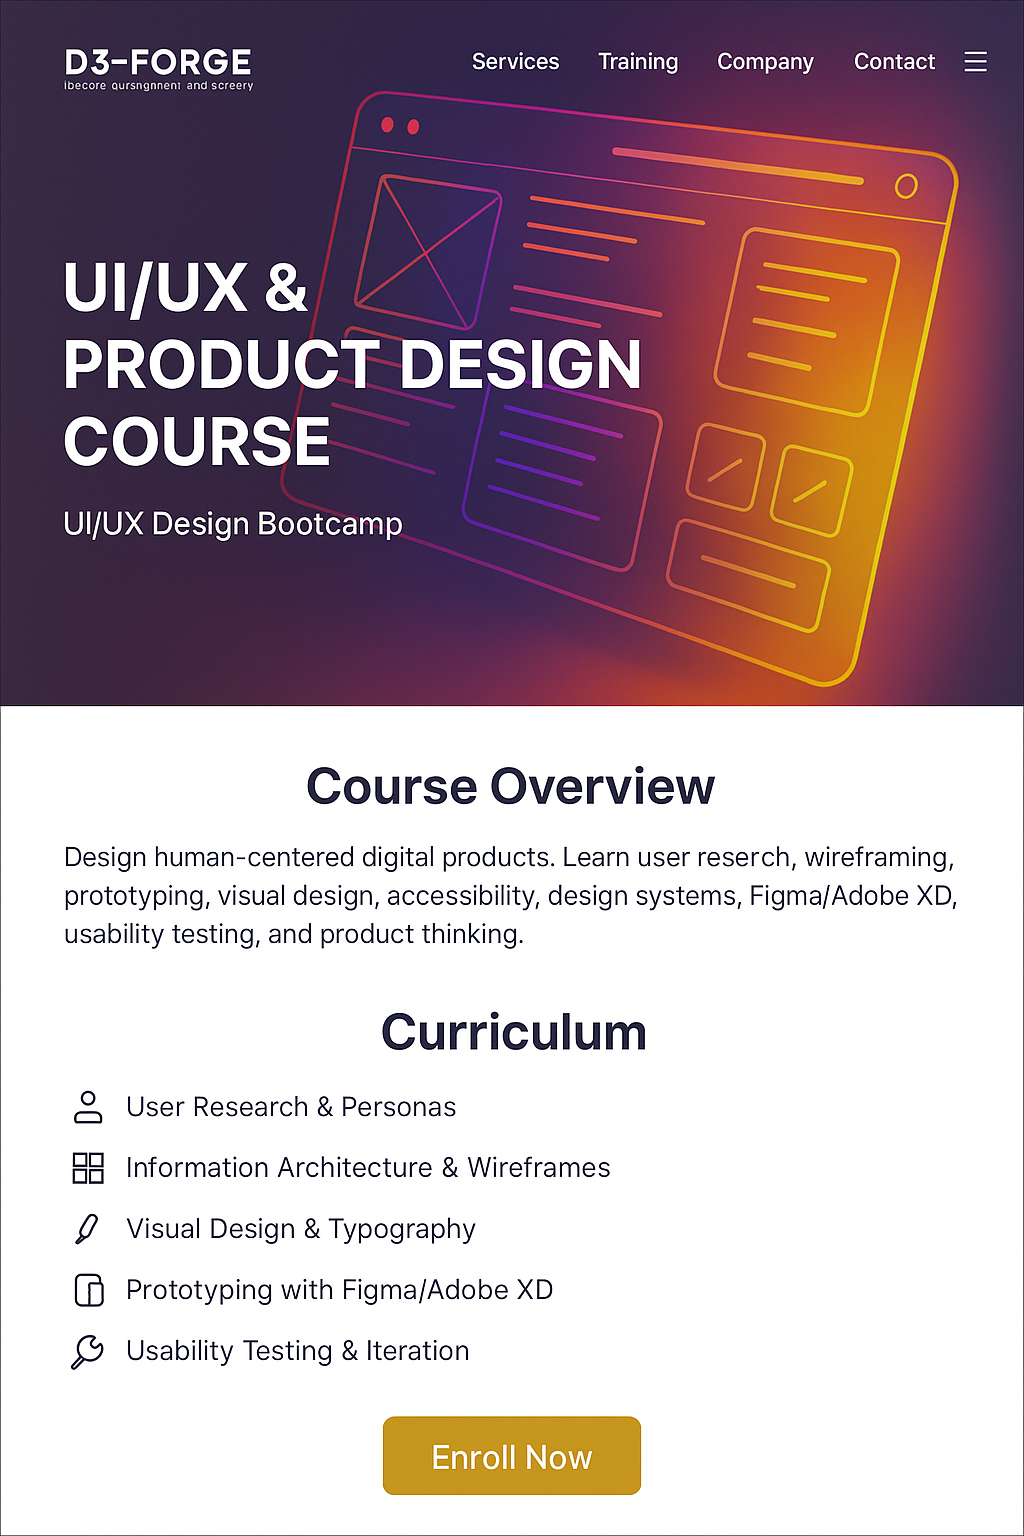 D3-FORGE
and
Services Training Company Contact
UI/UX &
PRODUCT DESIGN
COURSE
UI/UX Design Bootcamp
Course Overview
Design human-centered digital products. Learn user reserch, wireframing,
prototyping, visual design, accessibility, design systems, Figma/Adobe XD,
usability testing, and product thinking.
Curriculum
User Research & Personas
Information Architecture & Wireframes
Visual Design & Typography
Prototyping with Figma/Adobe XD
Usability Testing & Iteration
Enroll Now